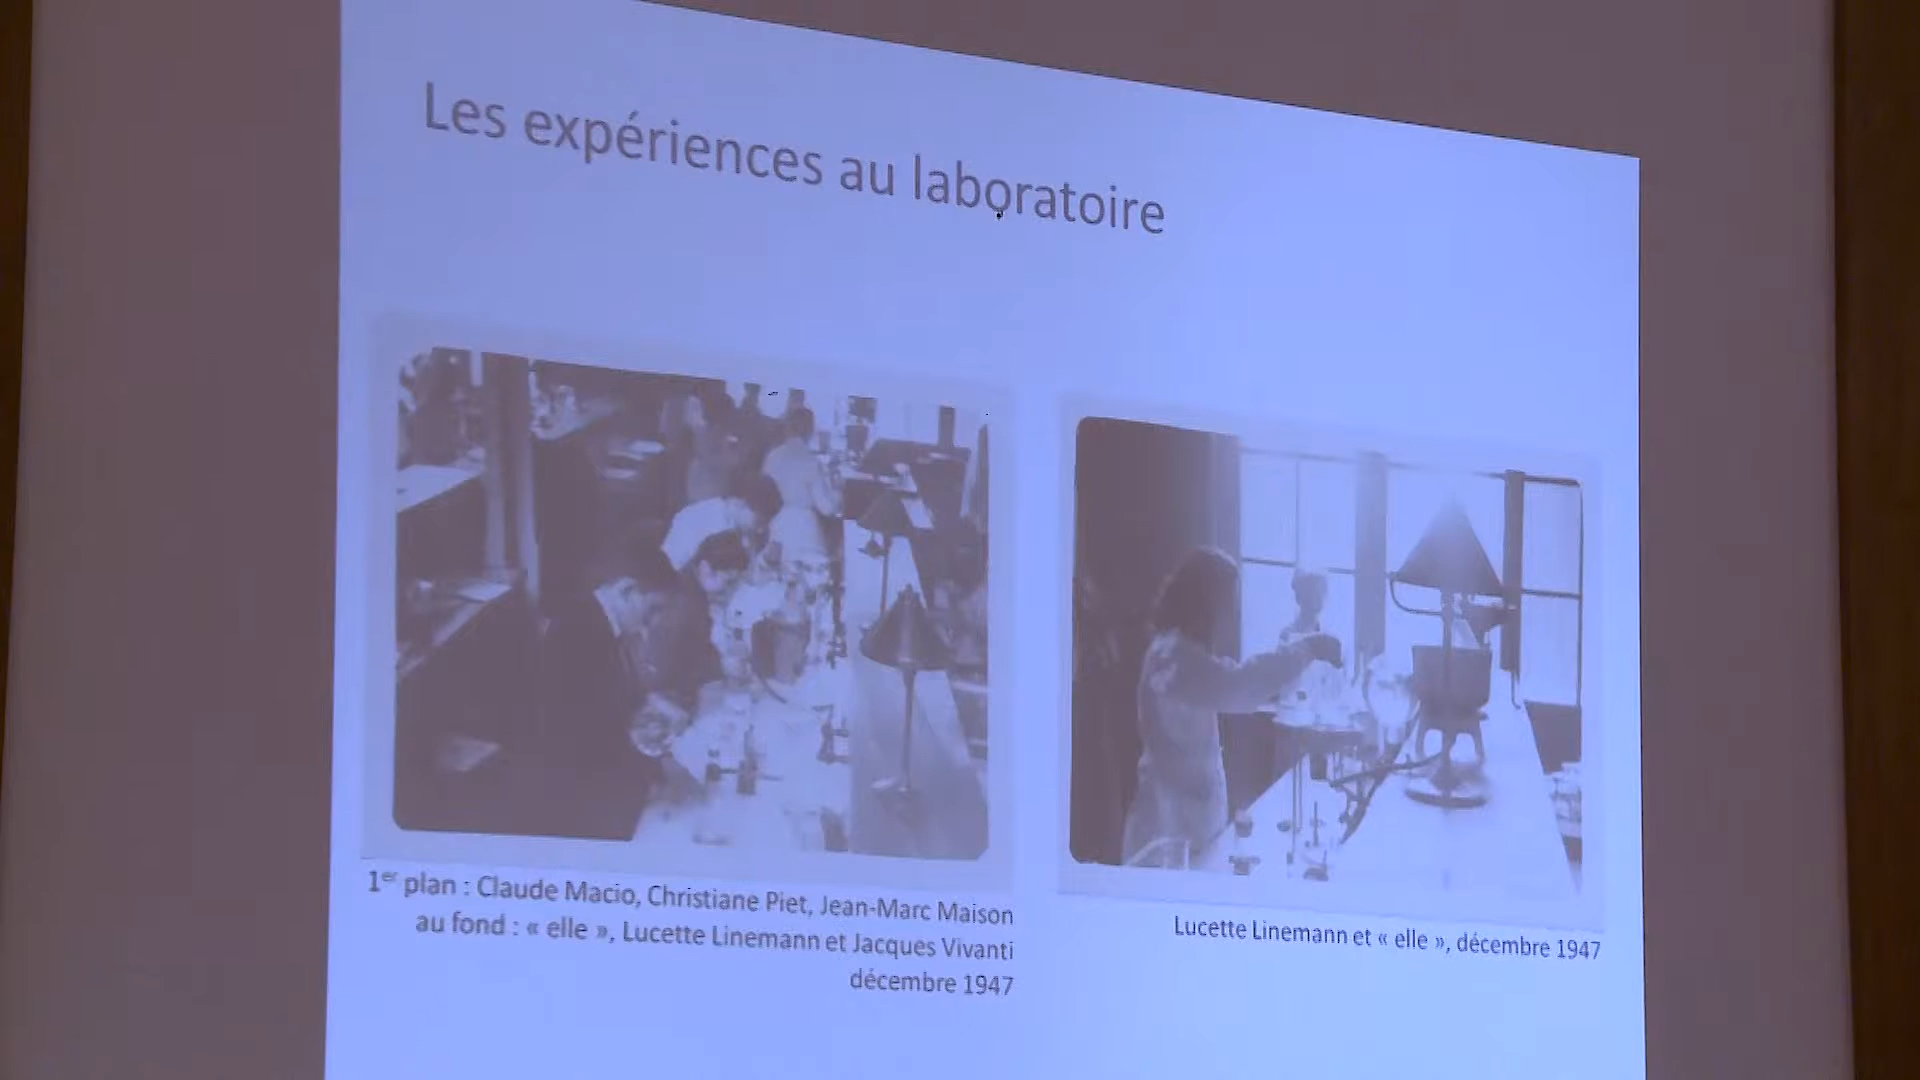 Les expériences au laboratoire
1er plan : Claude Macio, Christiane Piet, Jean-Marc Maison
au fond : « elle », Lucette Linemann et Jacques Vivanti
décembre 1947
Lucette Linemann et « elle », décembre 1947